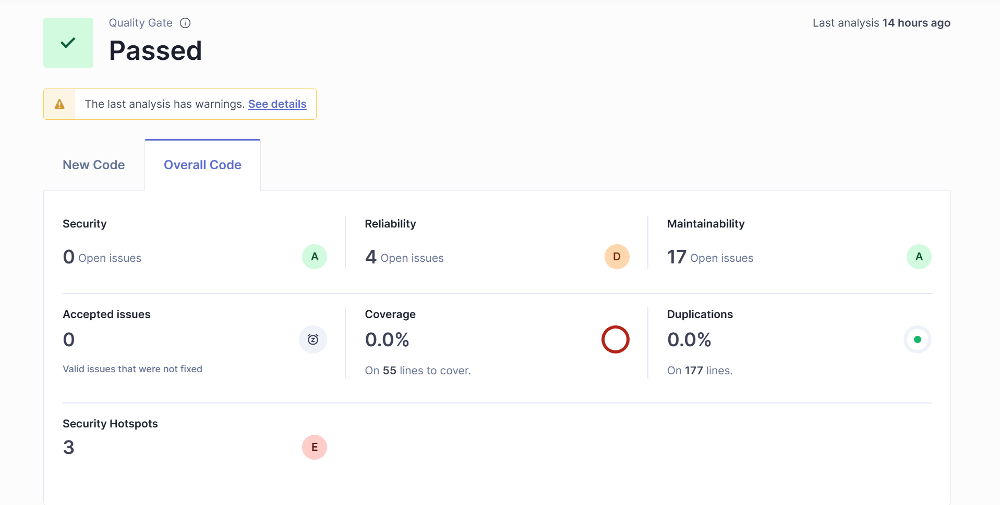 Quality Gate
Last analysis 14 hours ago
Passed
The last analysis has warnings. See details
New Code
Overall Code
Security
Reliability
Maintainability
0 Open issues
A
4 Open issues
D
17 Open issues
A
Accepted issues
Coverage
Duplications
0
0.0%
0.0%
Valid issues that were not fixed
On 55 lines to cover.
On 177 lines.
Security Hotspots
3
E